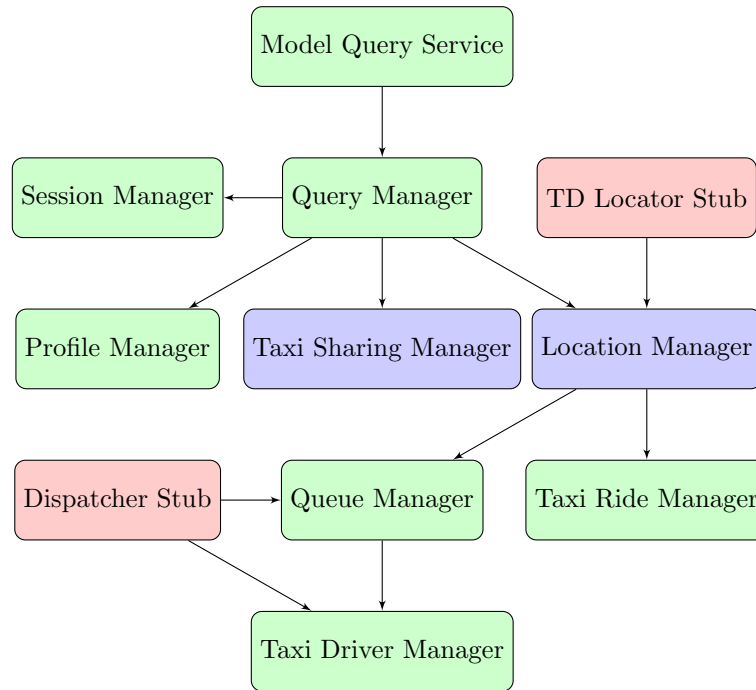 Model Query Service
Session Manager
Query Manager
TD Locator Stub
Profile Manager
Taxi Sharing Manager
Location Manager
Dispatcher Stub
Queue Manager
Taxi Ride Manager
Taxi Driver Manager